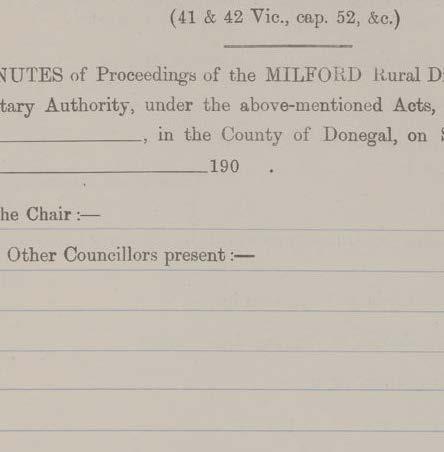 (41 & 42 Vic., cap. 52, &c.)
NUTES of Proceedings of the MILFORD Rural Di
tary Authority, under the above-mentioned Acts,
, in the County of Donegal, on S
190 .
he Chair :—
Other Councillors present :—